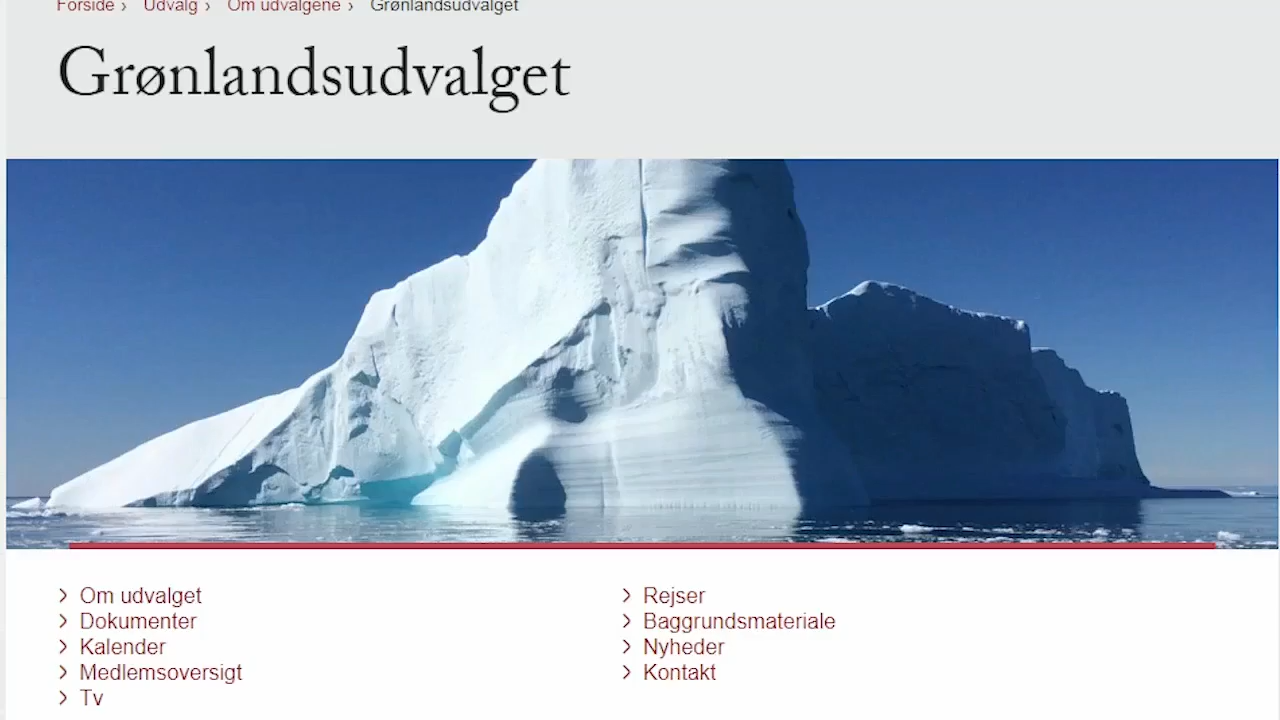 Forside › Udvalg › Om udvalgene › Grønlandsudvalget
Grønlandsudvalget
Om udvalget
Dokumenter
Kalender
Medlemsoversigt
Tv
Rejser
Baggrundsmateriale
Nyheder
Kontakt